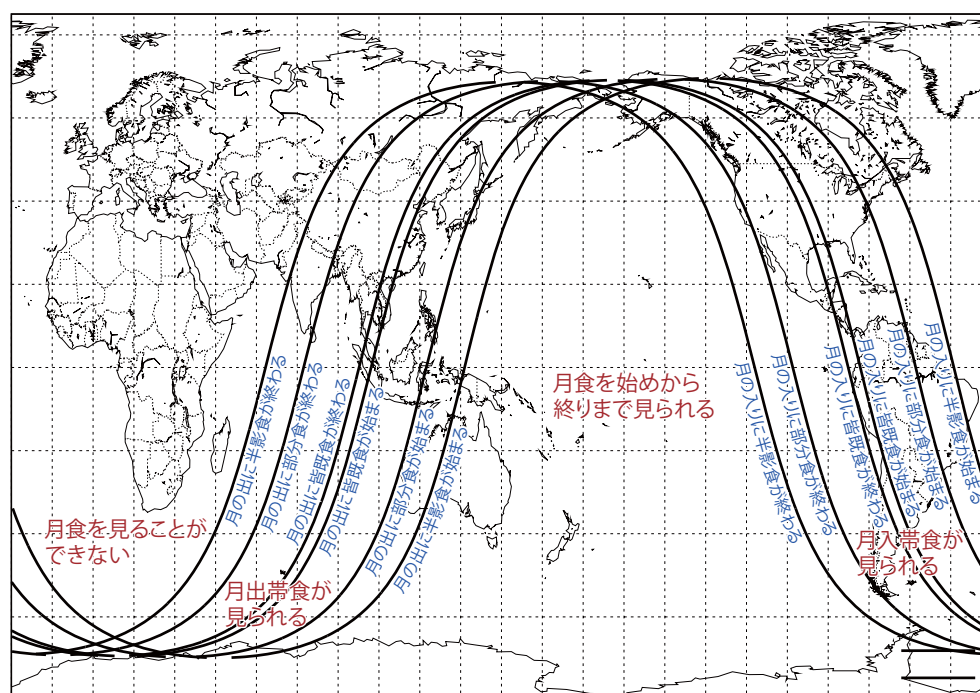 月の出に半影食が終わる
月の出に部分食が終わる
月の出に皆既食が終わる
月の出に皆既食が始まる
月の出に部分食が始まる
月の出に半影食が始まる
月食を始めから
終りまで見られる
月の入りに半影食が終わる
月の入りに部分食が終わる
月の入りに皆既食が終わる
月の入りに皆既食が始まる
月の入りに部分食が始まる
月の入りに半影食が始まる
月食を見ることが
できない
月出帯食が
見られる
月入帯食が
見られる